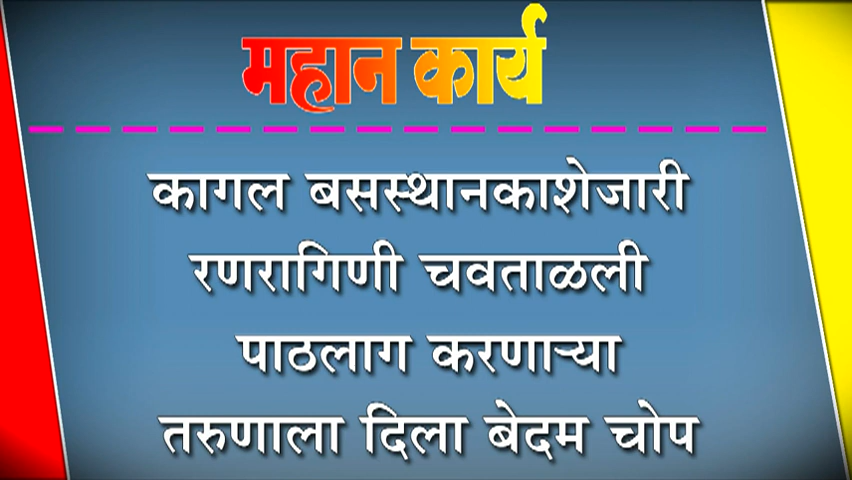 महान कार्य
कागल बसस्थानकाशेजारी
रणरागिणी चवताळली
पाठलाग करणाऱ्या
तरुणाला दिला बेदम चोप